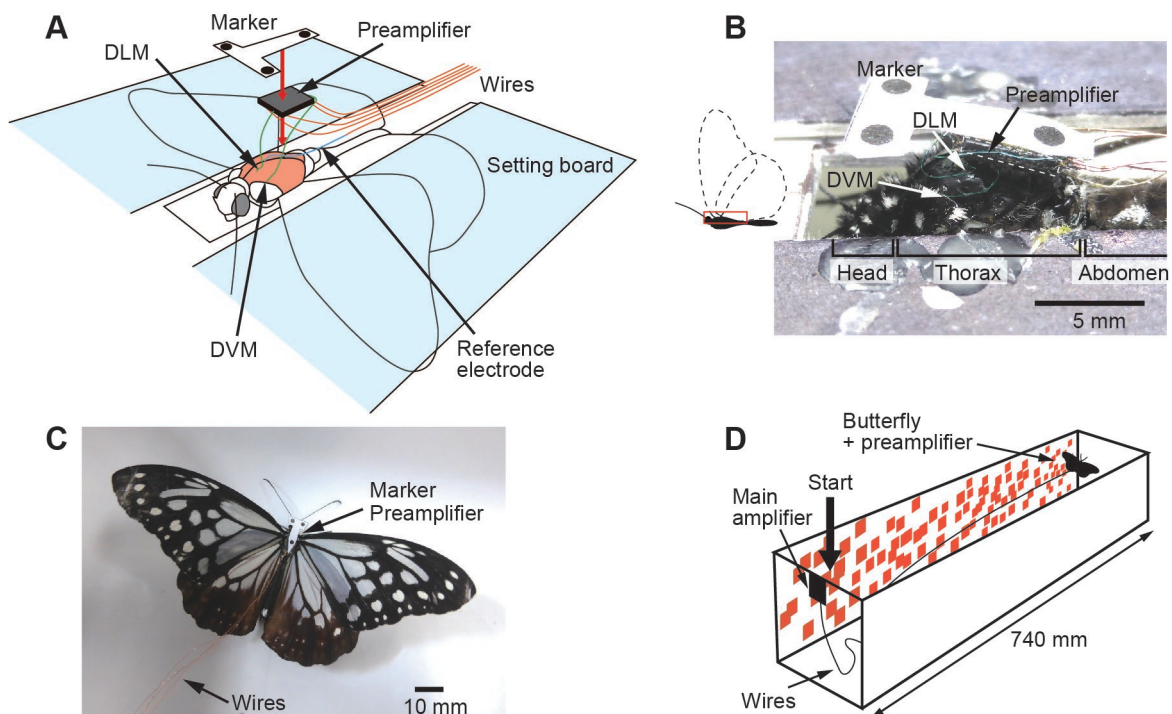 A
Marker
Preamplifier
DLM
Wires
Setting board
DVM
Reference
electrode
B
Marker
Preamplifier
DLM
DVM
Head
Thorax
Abdomen
5 mm
C
Marker
Preamplifier
Wires
10 mm
D
Butterfly
+ preamplifier
Start
Main
amplifier
740 mm
Wires